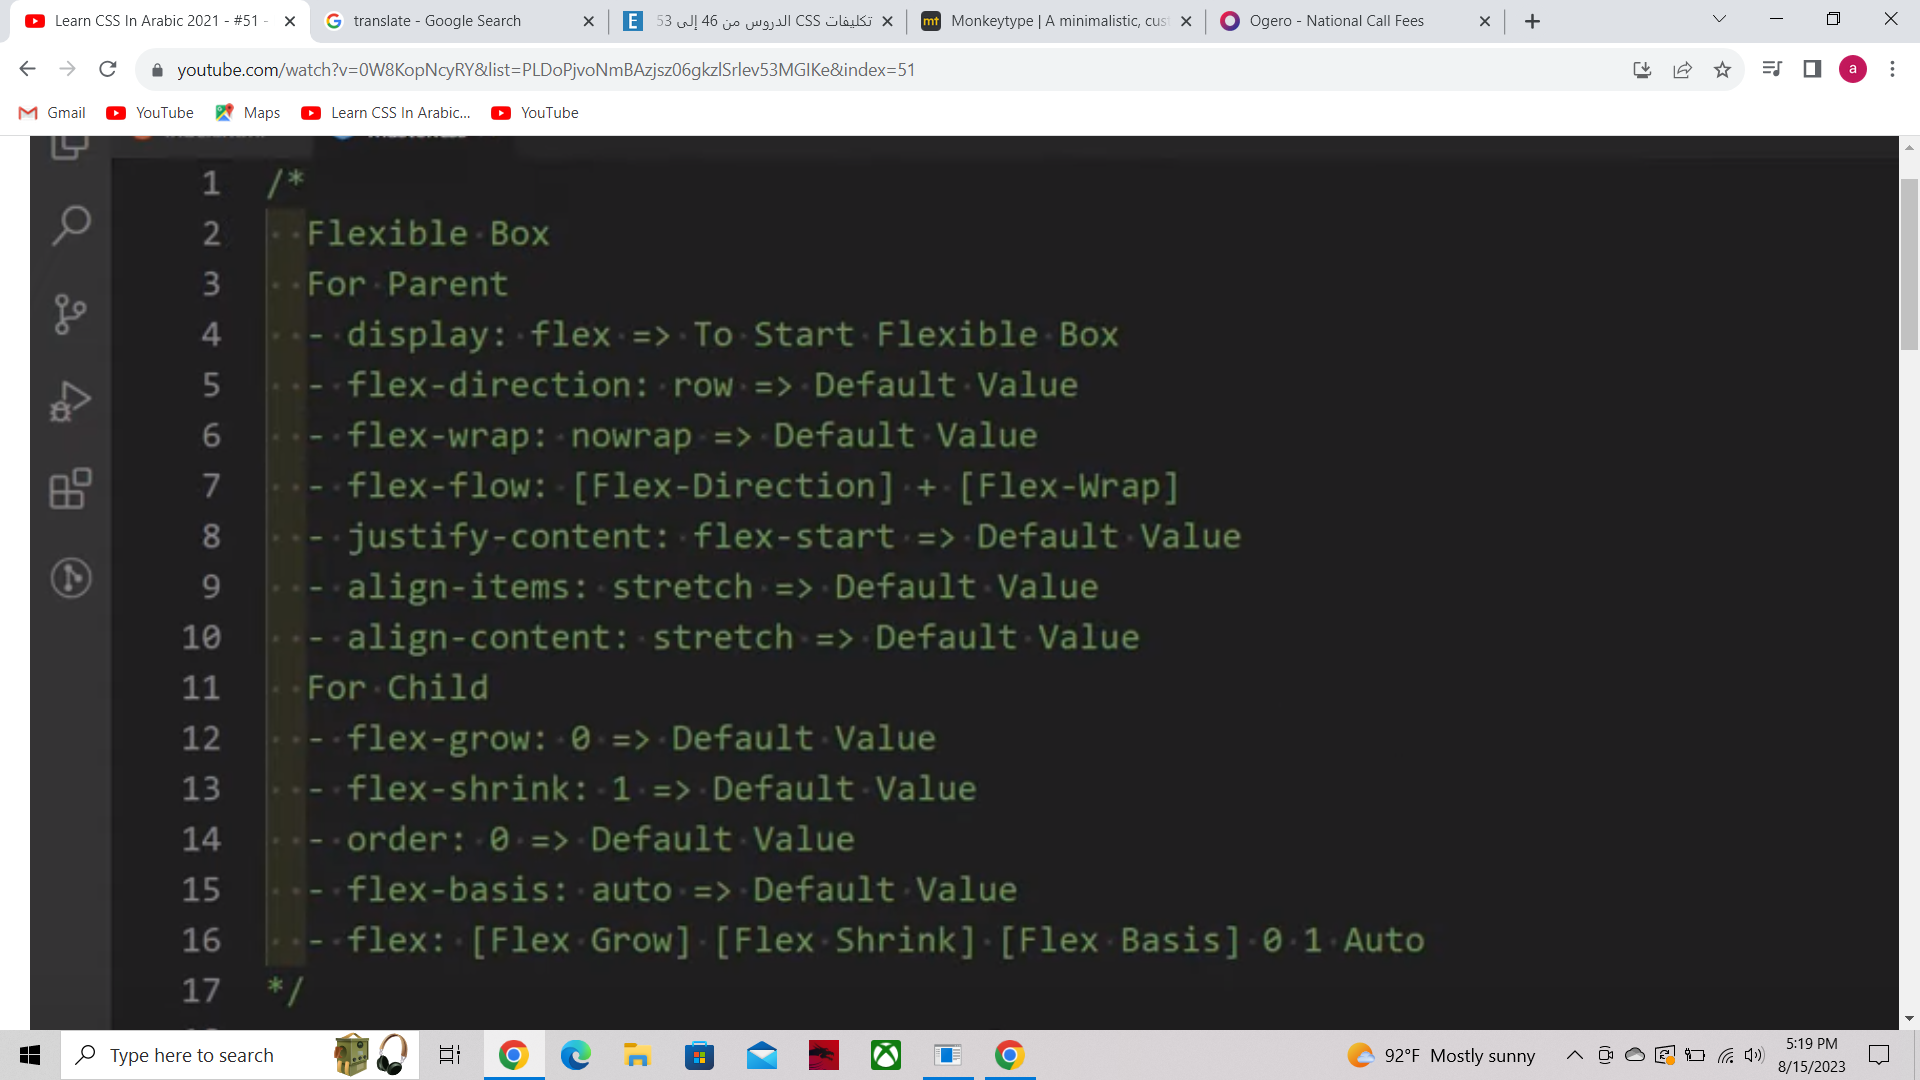 Learn CSS In Arabic 2021 - #51 -
translate - Google Search
تكليفات CSS الدروس من 46 إلى 53
Monkeytype | A minimalistic, cus
Ogero - National Call Fees
youtube.com/watch?v=0W8KopNcyRY&list=PLDoPjvoNmBAzjsz06gkzlSrlev53MGIKe&index=51
a
Gmail
YouTube
Maps
Learn CSS In Arabic...
YouTube
1 /*
2 Flexible Box
3 For Parent
4 - display: flex => To Start Flexible Box
5 - flex-direction: row => Default Value
6 - flex-wrap: nowrap => Default Value
7 - flex-flow: [Flex-Direction] + [Flex-Wrap]
8 - justify-content: flex-start => Default Value
9 - align-items: stretch => Default Value
10 - align-content: stretch => Default Value
11 For Child
12 - flex-grow: 0 => Default Value
13 - flex-shrink: 1 => Default Value
14 - order: 0 => Default Value
15 - flex-basis: auto => Default Value
16 - flex: [Flex Grow] [Flex Shrink] [Flex Basis] 0 1 Auto
17 */
Type here to search
92°F Mostly sunny
5:19 PM
8/15/2023